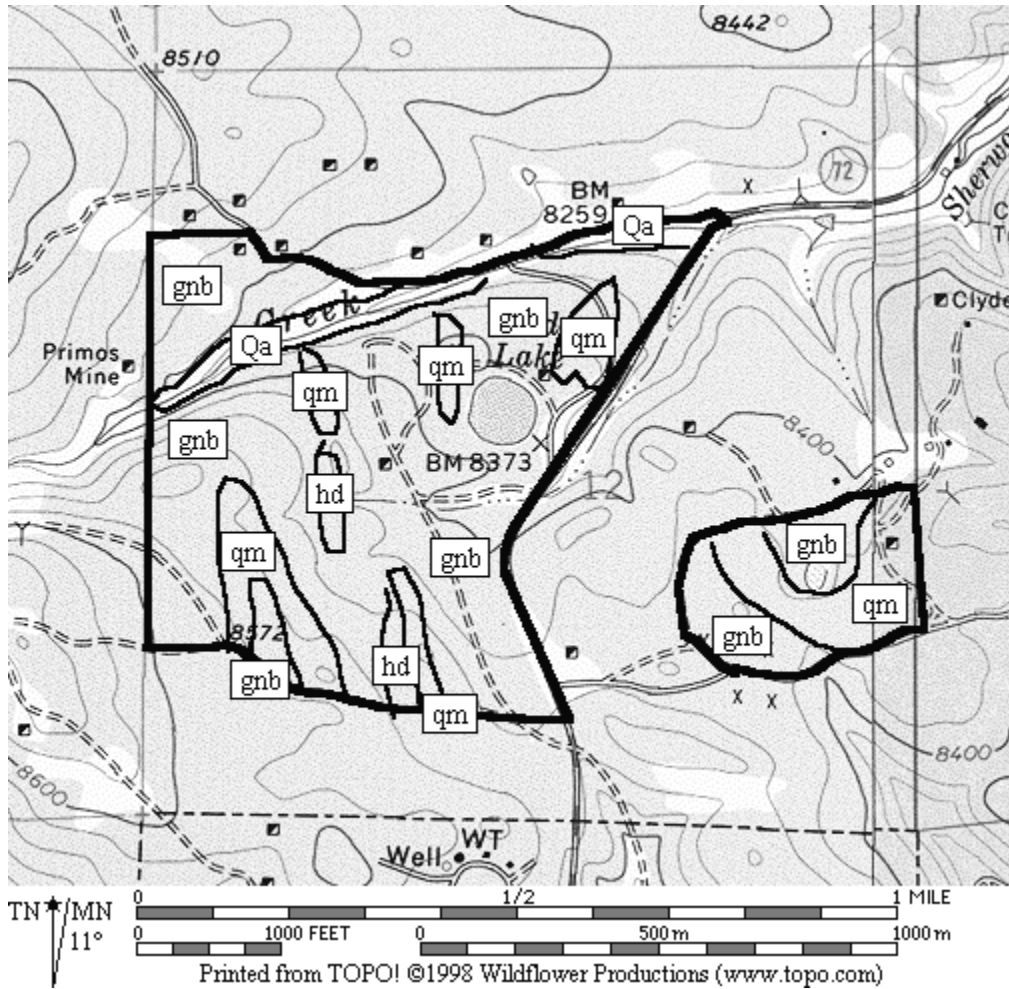 8442
8510
72
Sherwo
BM
8259
Qa
C
T
gnb
Creek
gnb
Clyde
Qa
qm
Lake
Primos
Mine
qm
qm
gnb
8400
BM 8373
hd
12
gnb
qm
gnb
qm
8572
gnb
hd
gnb
qm
8400
8600
Well
WT
TN MN
11°
0 1/2 1 MILE
0 1000 FEET 0 500 m 1000 m
Printed from TOPO! ©1998 Wildflower Productions (www.topo.com)